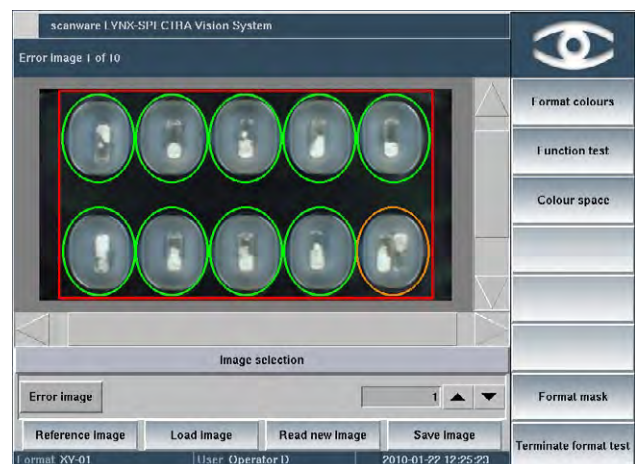 scanware LYNX-SPECTRA Vision System
Error image 1 of 10
Format colours
Function test
Colour space
Image selection
Error image
1
Format mask
Reference image
Load image
Read new image
Save image
Terminate format test
Format XY-01
User Operator D
2010-01-22 12:25:23